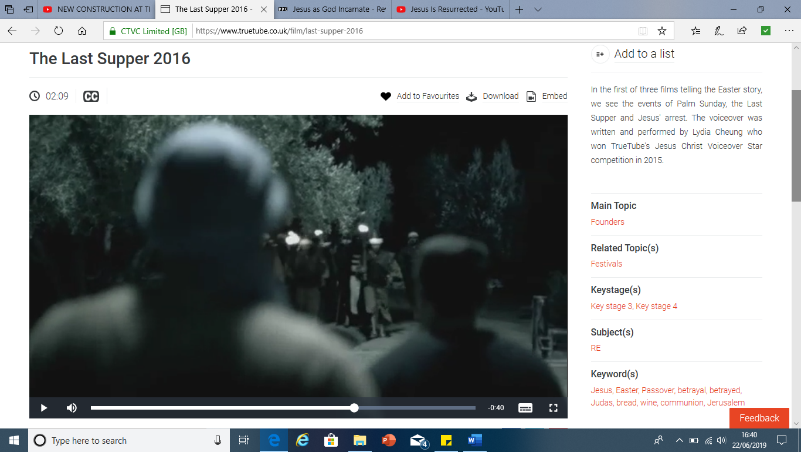 NEW CONSTRUCTION AT TI
The Last Supper 2016 -
Jesus as God Incarnate - Re
Jesus Is Resurrected - YouTu
CTVC Limited [GB]
https://www.truetube.co.uk/film/last-supper-2016
The Last Supper 2016
02:09
CC
Add to Favourites
Download
Embed
-0:40
Add to a list
In the first of three films telling the Easter story,
we see the events of Palm Sunday, the Last
Supper and Jesus' arrest. The voiceover was
written and performed by Lydia Cheung who
won TrueTube's Jesus Christ Voiceover Star
competition in 2015.
Main Topic
Founders
Related Topic(s)
Festivals
Keystage(s)
Key stage 3, Key stage 4
Subject(s)
RE
Keyword(s)
Jesus, Easter, Passover, betrayal, betrayed,
Judas, bread, wine, communion, Jerusalem
Feedback
Type here to search
4
16:40
22/06/2019